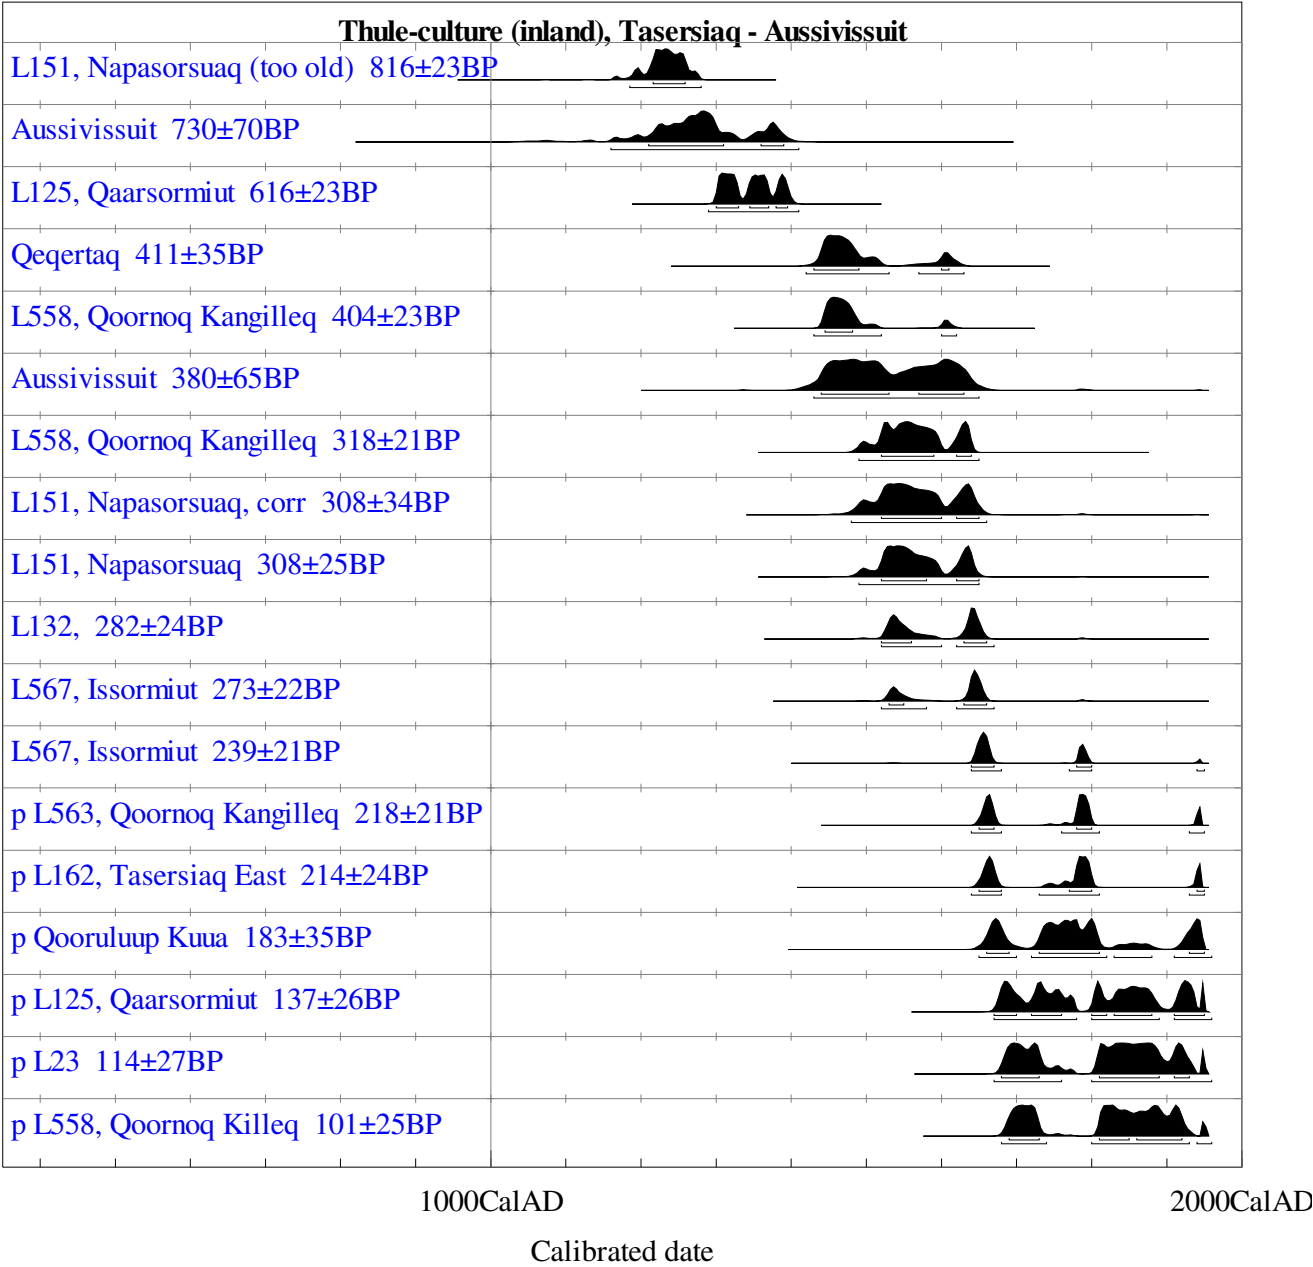 Thule-culture (inland), Tasersiaq - Aussivissuit
L151, Napasorsuaq (too old) 816±23BP
Aussivissuit 730±70BP
L125, Qaarsormiut 616±23BP
Qeqertaq 411±35BP
L558, Qoornoq Kangilleq 404±23BP
Aussivissuit 380±65BP
L558, Qoornoq Kangilleq 318±21BP
L151, Napasorsuaq, corr 308±34BP
L151, Napasorsuaq 308±25BP
L132, 282±24BP
L567, Issormiut 273±22BP
L567, Issormiut 239±21BP
p L563, Qoornoq Kangilleq 218±21BP
p L162, Tasersiaq East 214±24BP
p Qooruluup Kuua 183±35BP
p L125, Qaarsormiut 137±26BP
p L23 114±27BP
p L558, Qoornoq Killeq 101±25BP
1000CalAD 2000CalAD
Calibrated date